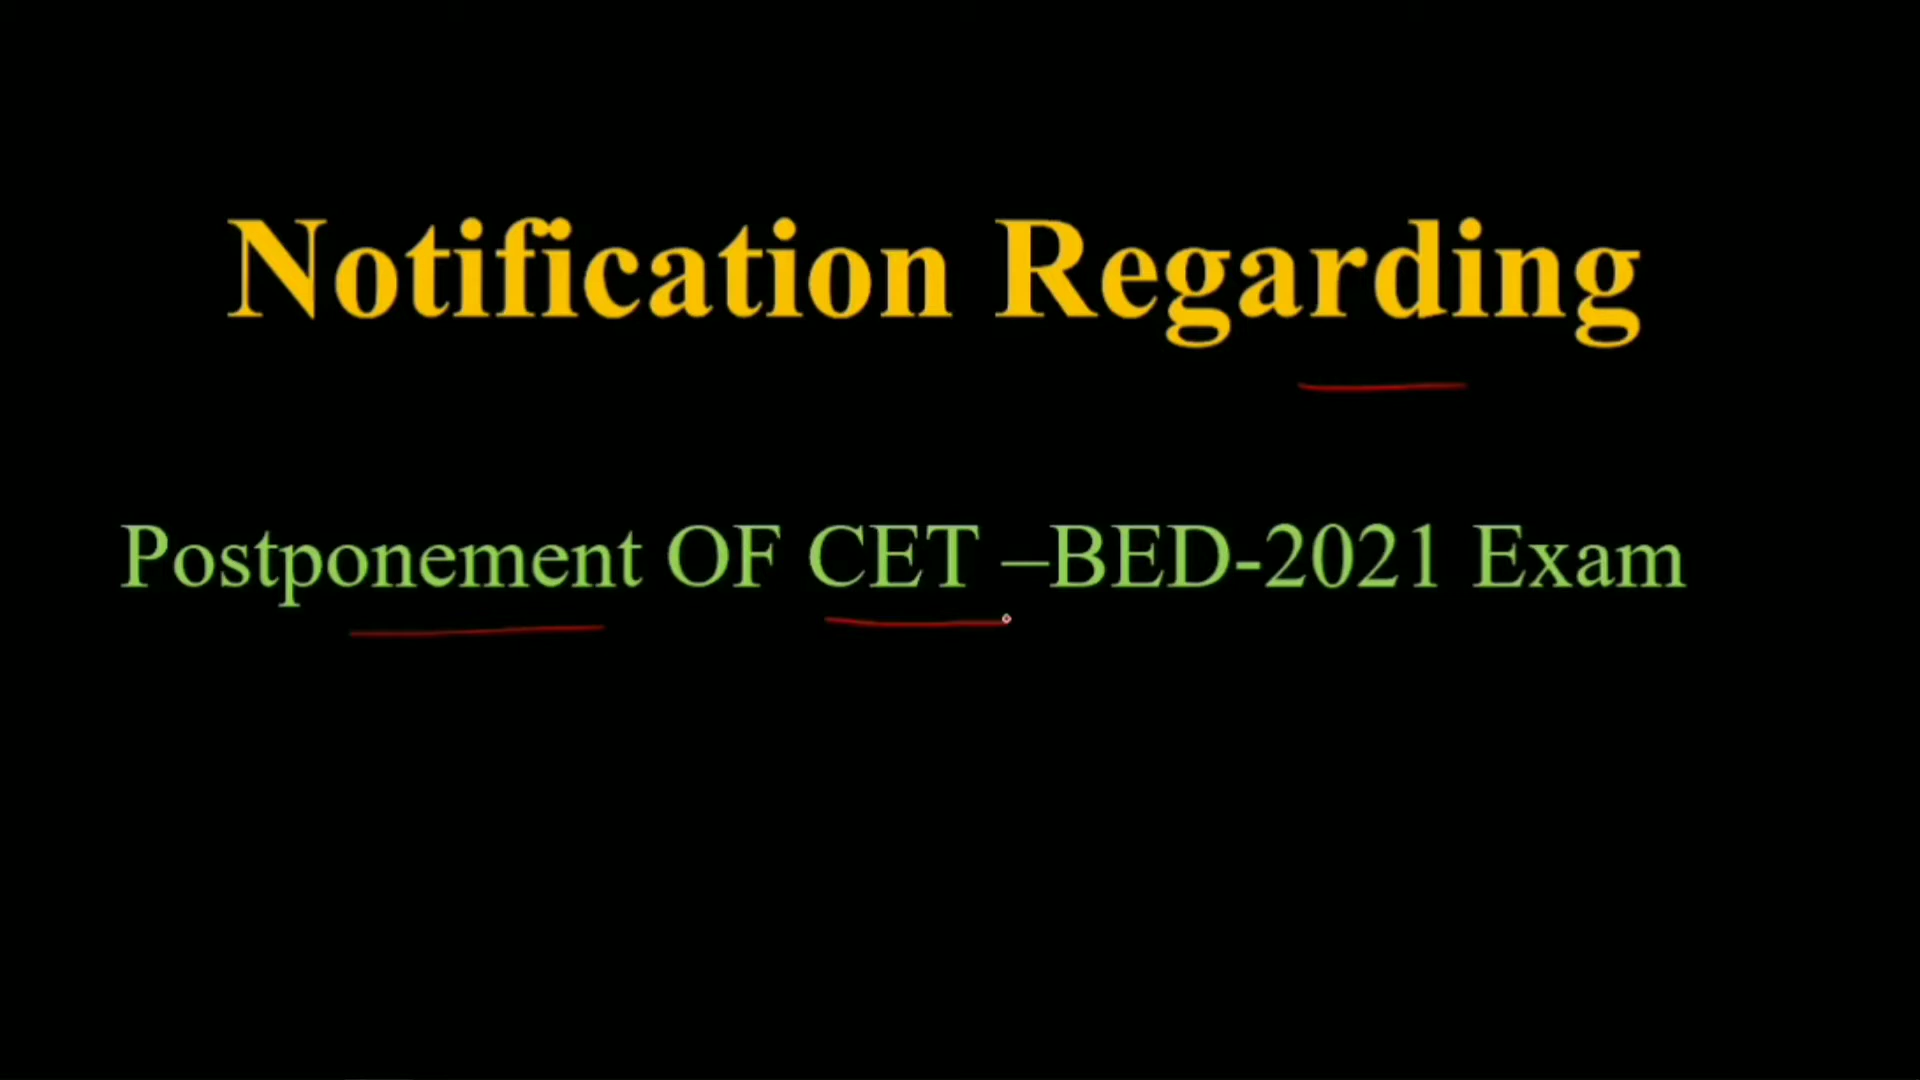 Notification Regarding
Postponement OF CET –BED-2021 Exam